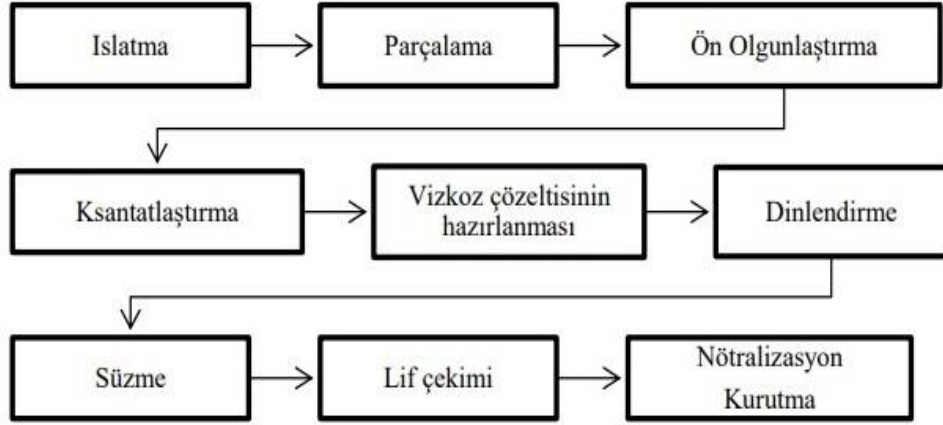 Islatma
Parçalama
Ön Olgunlaştırma
Ksantatlaştırma
Vizkoz çözeltisinin
hazırlanması
Dinlendirme
Süzme
Lif çekimi
Nötralizasyon
Kurutma